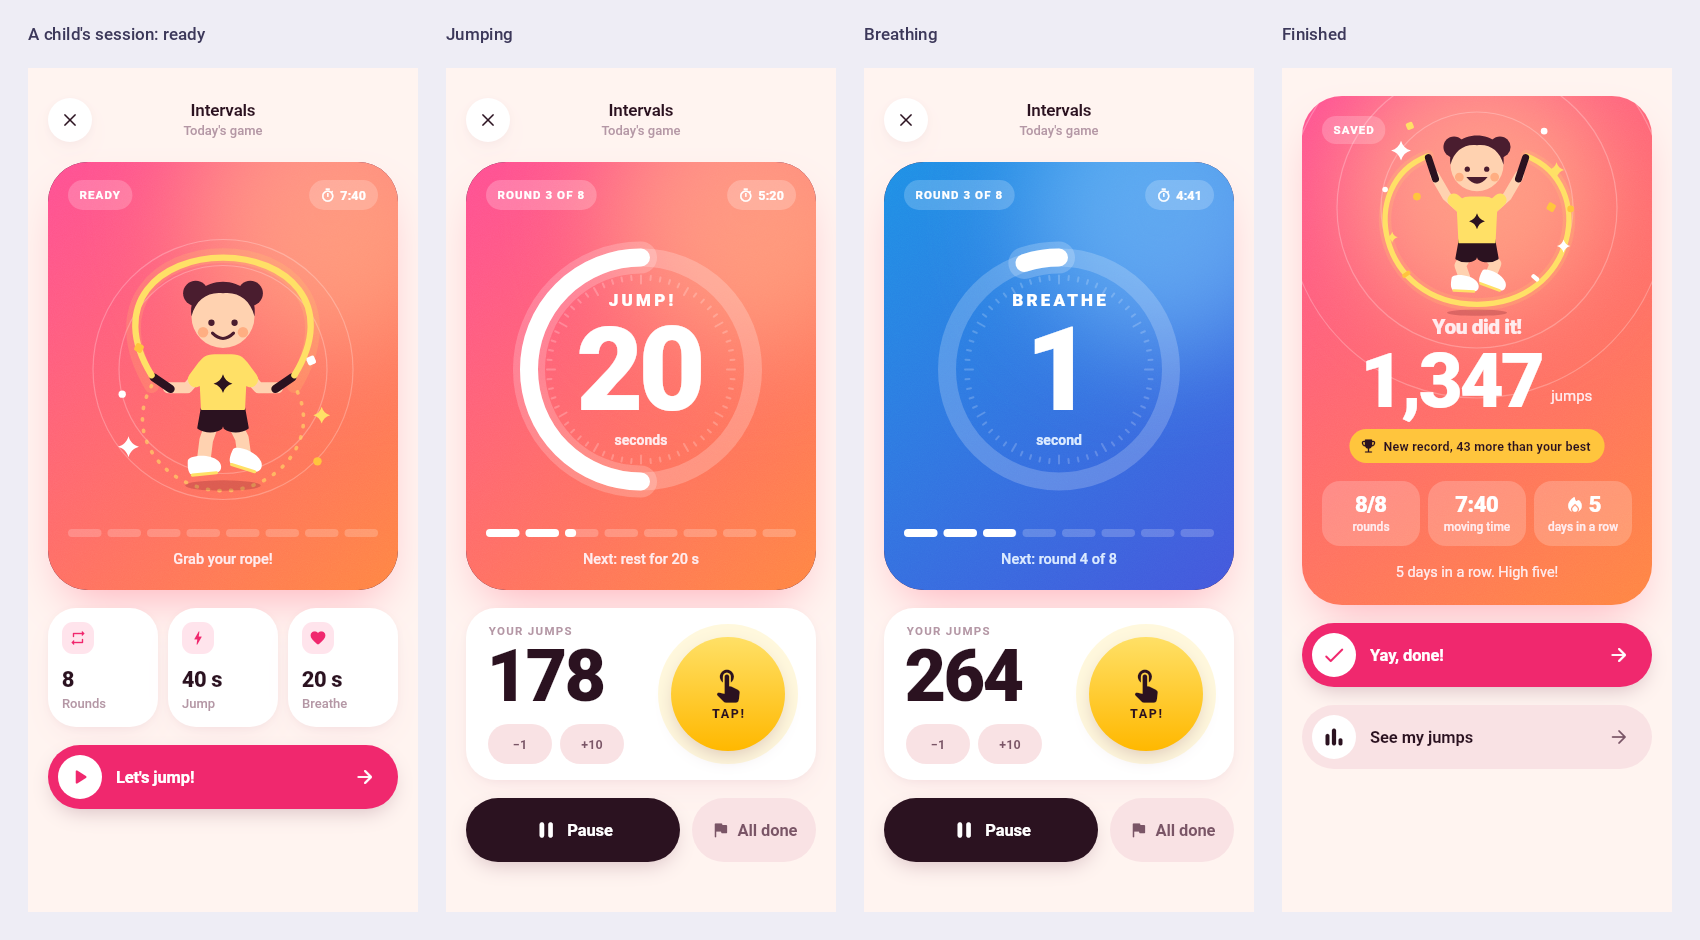 A child's session: ready
Intervals
Today's game
READY
7:40
Grab your rope!
8
Rounds
40 s
Jump
20 s
Breathe
Let's jump!
Jumping
Intervals
Today's game
ROUND 3 OF 8
5:20
JUMP!
20
seconds
Next: rest for 20 s
YOUR JUMPS
178
TAP!
−1
+10
Pause
All done
Breathing
Intervals
Today's game
ROUND 3 OF 8
4:41
BREATHE
1
second
Next: round 4 of 8
YOUR JUMPS
264
TAP!
−1
+10
Pause
All done
Finished
SAVED
You did it!
1,347 jumps
New record, 43 more than your best
8/8
rounds
7:40
moving time
5
days in a row
5 days in a row. High five!
Yay, done!
See my jumps